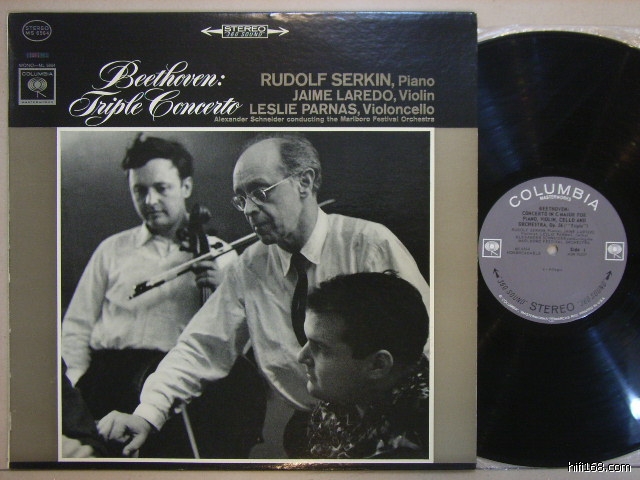 STEREO
MS 6564
COLUMBIA
MASTERWORKS
STEREO
360 SOUND
Beethoven:
Triple Concerto
RUDOLF SERKIN, Piano
JAIME LAREDO, Violin
LESLIE PARNAS, Violoncello
Alexander Schneider conducting the Marlboro Festival Orchestra
COLUMBIA
MASTERWORKS
BEETHOVEN:
CONCERTO IN C MAJOR FOR
PIANO, VIOLIN, CELLO AND
ORCHESTRA, Op. 56
Side 1
360 SOUND STEREO 360 SOUND
hifi168.com